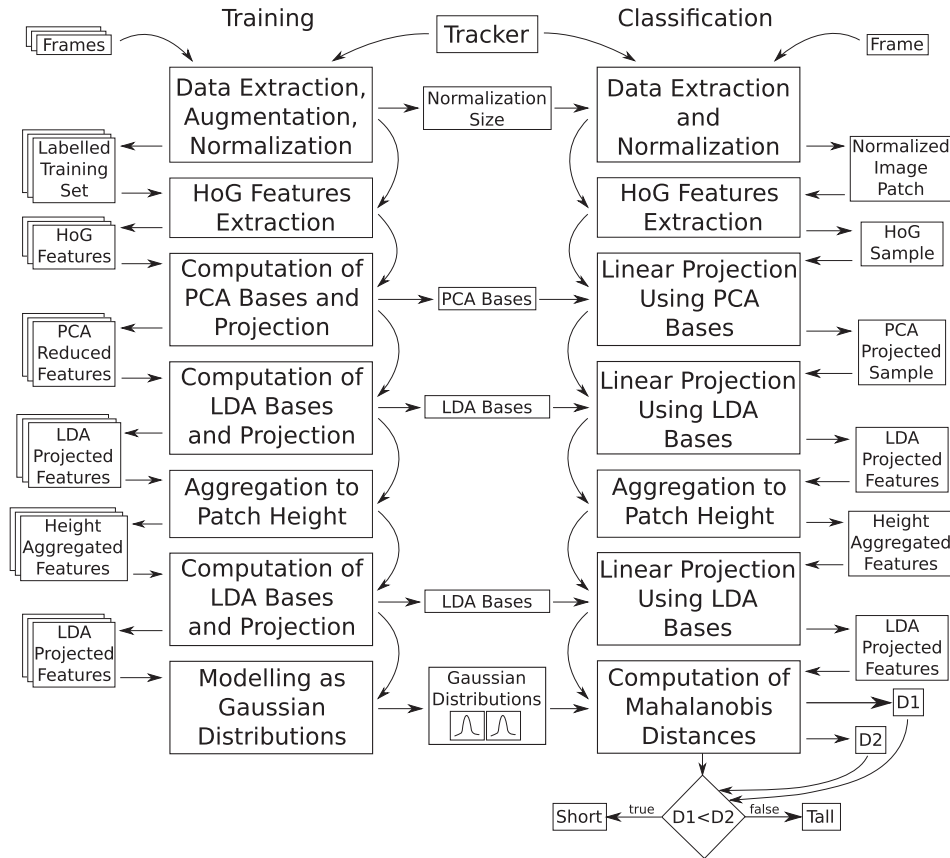 Training
Classification
Frames
Tracker
Frame
Data Extraction,
Augmentation,
Normalization
Normalization
Size
Data Extraction
and
Normalization
Labelled
Training
Set
Normalized
Image
Patch
HoG Features
Extraction
HoG Features
Extraction
HoG
Features
HoG
Sample
Computation of
PCA Bases and
Projection
PCA Bases
Linear Projection
Using PCA
Bases
PCA
Reduced
Features
PCA
Projected
Sample
Computation of
LDA Bases
and Projection
LDA Bases
Linear Projection
Using LDA
Bases
LDA
Projected
Features
LDA
Projected
Features
Aggregation to
Patch Height
Aggregation to
Patch Height
Height
Aggregated
Features
Height
Aggregated
Features
Computation of
LDA Bases
and Projection
LDA Bases
Linear Projection
Using LDA
Bases
LDA
Projected
Features
LDA
Projected
Features
Modelling as
Gaussian
Distributions
Gaussian
Distributions
Computation of
Mahalanobis
Distances
D1
D2
Short
true
D1<D2
false
Tall